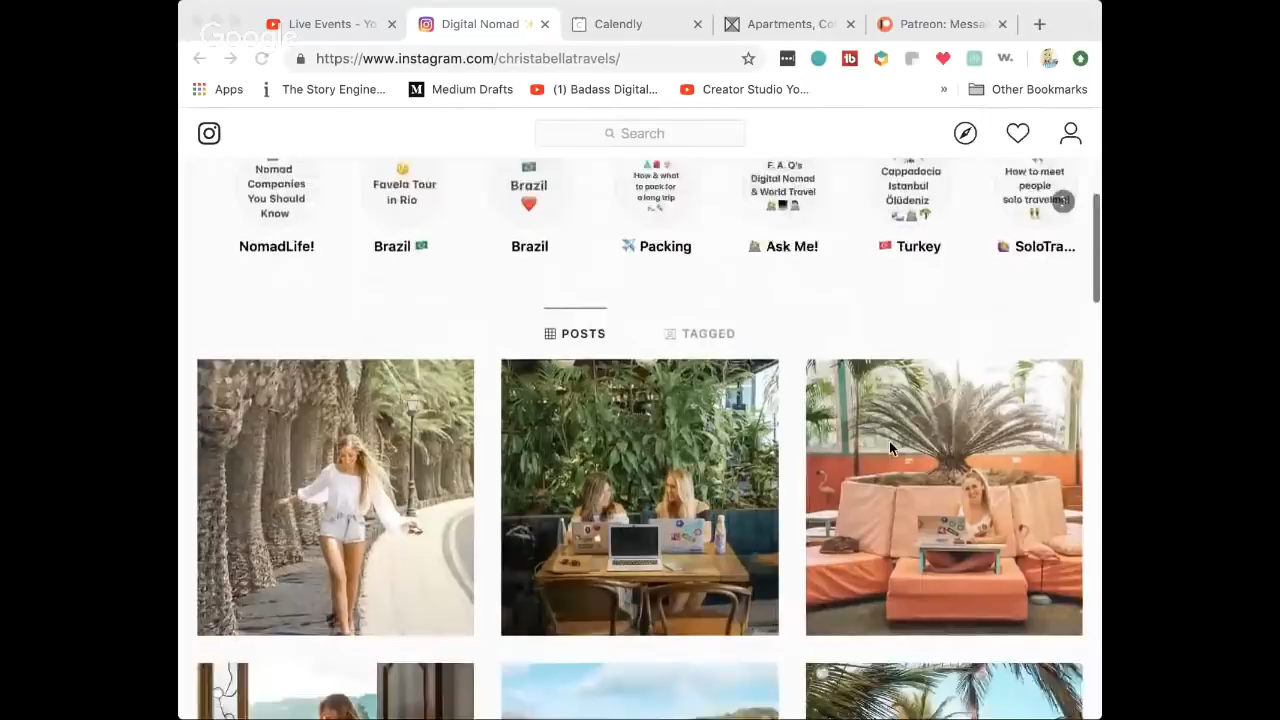 Live Events - Yo
Digital Nomad
Calendly
Apartments, Co
Patreon: Messa
Google
https://www.instagram.com/christabellatravels/
Apps
The Story Engine...
Medium Drafts
(1) Badass Digital...
Creator Studio Yo...
»
Other Bookmarks
Search
Nomad
Companies
You Should
Know
Favela Tour
in Rio
Brazil
How & what
to pack for
a long trip
F. A. Q's
Digital Nomad
& World Travel
Cappadocia
Istanbul
Ölüdeniz
How to meet
people
solo traveling!
NomadLife!
Brazil
Brazil
Packing
Ask Me!
Turkey
SoloTra...
POSTS
TAGGED